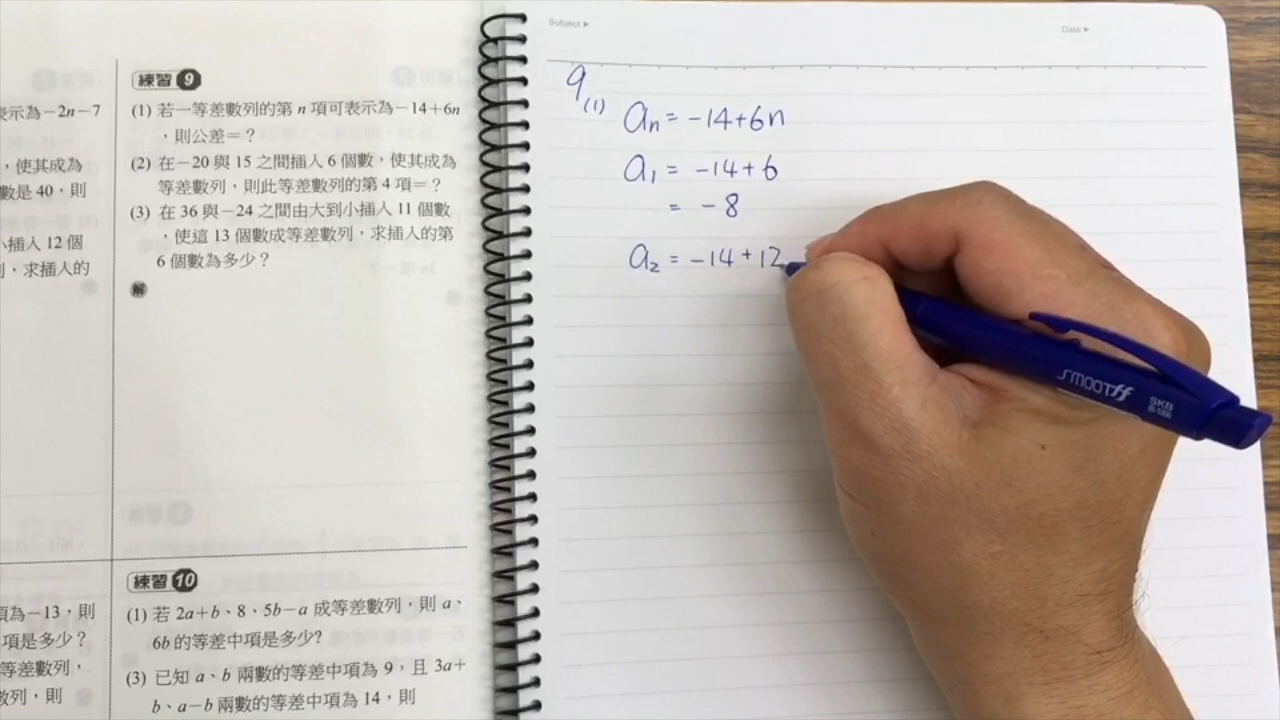 示為-2n-7
，使其成為
數是 40，則
插入 12 個
，求插入的
為-13，則
項是多少？
等差數列，
數列，則
練習 9
(1) 若一等差數列的第 n 項可表示為-14+6n
，則公差=？
(2) 在-20 與 15 之間插入 6 個數，使其成為
等差數列，則此等差數列的第 4 項=？
(3) 在 36 與-24 之間由大到小插入 11 個數
，使這 13 個數成等差數列，求插入的第
6 個數為多少？
解
練習 10
(1) 若 2a+b、8、5b-a 成等差數列，則 a、
6b 的等差中項是多少?
(3) 已知 a、b 兩數的等差中項為 9，且 3a+
b、a-b 兩數的等差中項為 14，則
Subject ▶
Date ▶
9
(1) aₙ = -14+6n
a₁ = -14+6
= -8
a₂ = -14+12
SMOOTff
SKB